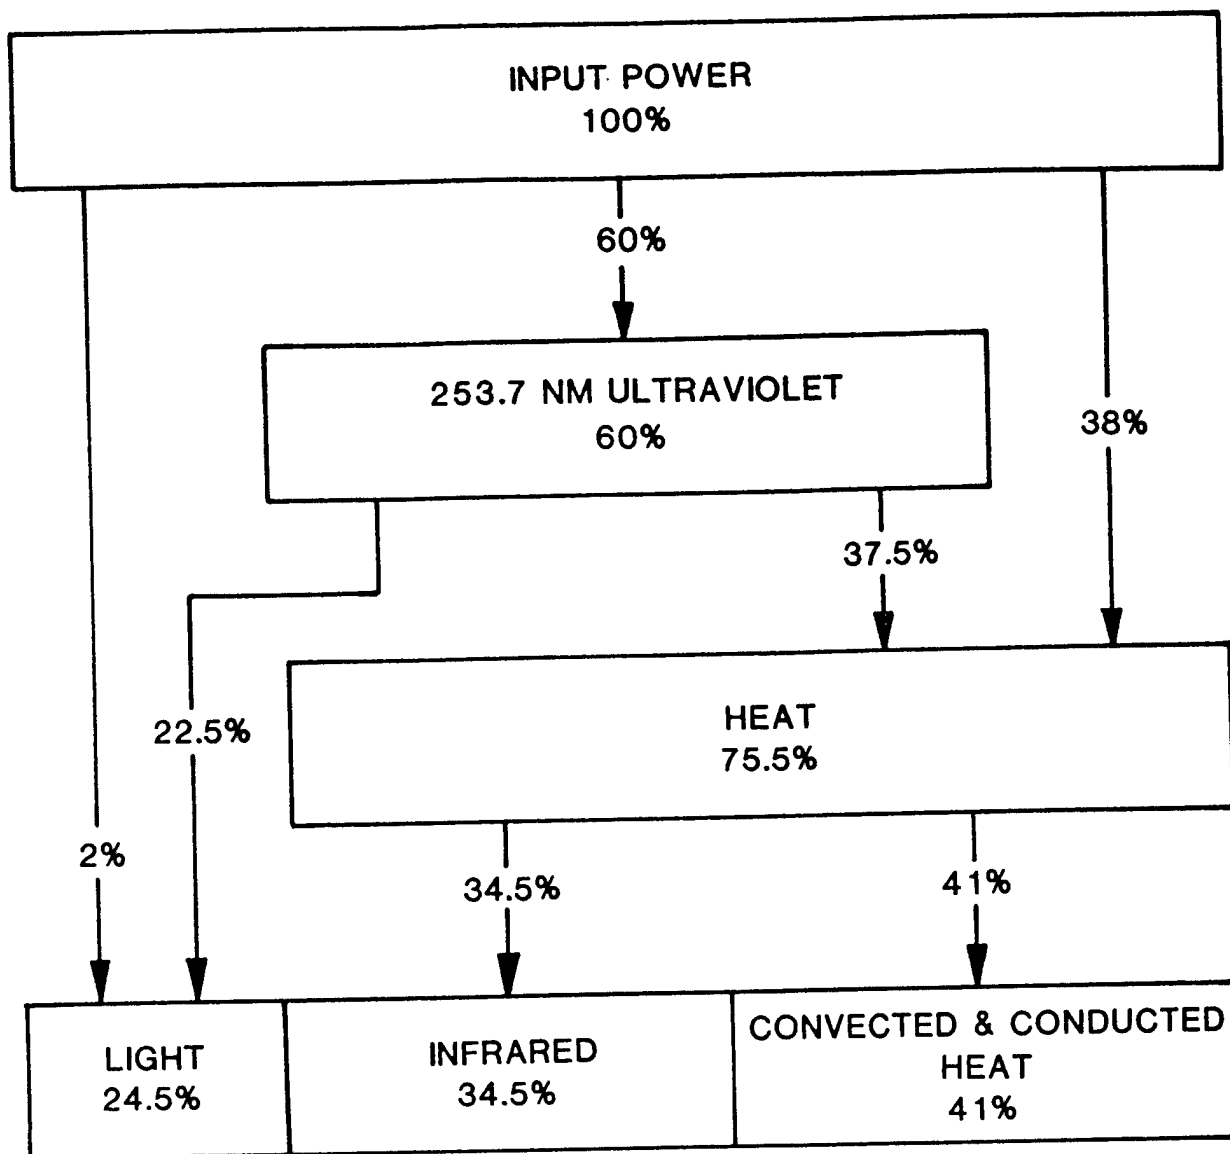 INPUT POWER
100%
60%
253.7 NM ULTRAVIOLET
60%
38%
37.5%
HEAT
75.5%
22.5%
2%
34.5%
41%
LIGHT
24.5%
INFRARED
34.5%
CONVECTED & CONDUCTED
HEAT
41%